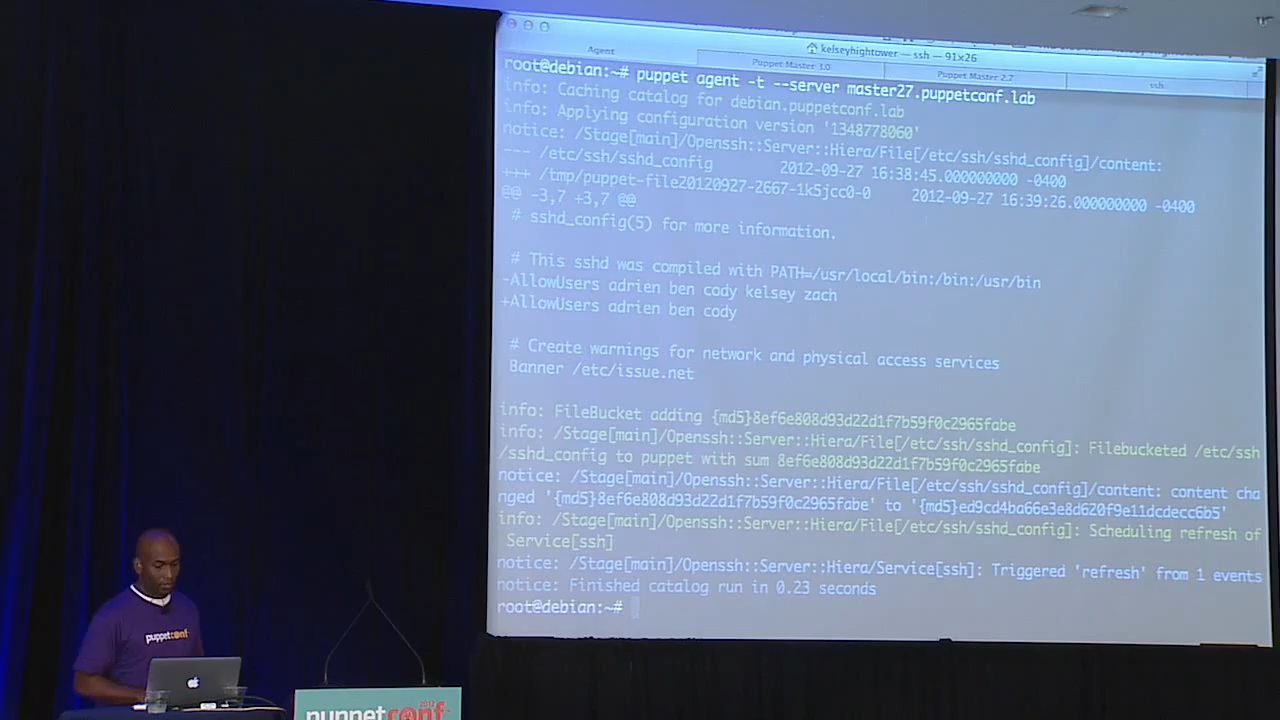 Agent
kelseyhightower — ssh — 91×26
Puppet Master 3.0
Puppet Master 2.7
ssh
root@debian:~# puppet agent -t --server master27.puppetconf.lab
info: Caching catalog for debian.puppetconf.lab
info: Applying configuration version '1348778060'
notice: /Stage[main]/Openssh::Server::Hiera/File[/etc/ssh/sshd_config]/content:
--- /etc/ssh/sshd_config 2012-09-27 16:38:45.000000000 -0400
+++ /tmp/puppet-file20120927-2667-1k5jcc0-0 2012-09-27 16:39:26.000000000 -0400
@@ -3,7 +3,7 @@
# sshd_config(5) for more information.
# This sshd was compiled with PATH=/usr/local/bin:/bin:/usr/bin
-AllowUsers adrien ben cody kelsey zach
+AllowUsers adrien ben cody
# Create warnings for network and physical access services
Banner /etc/issue.net
info: FileBucket adding {md5}8ef6e808d93d22d1f7b59f0c2965fabe
info: /Stage[main]/Openssh::Server::Hiera/File[/etc/ssh/sshd_config]: Filebucketed /etc/ssh
/sshd_config to puppet with sum 8ef6e808d93d22d1f7b59f0c2965fabe
notice: /Stage[main]/Openssh::Server::Hiera/File[/etc/ssh/sshd_config]/content: content cha
nged '{md5}8ef6e808d93d22d1f7b59f0c2965fabe' to '{md5}ed9cd4ba66e3e8d620f9e11dcdecc6b5'
info: /Stage[main]/Openssh::Server::Hiera/File[/etc/ssh/sshd_config]: Scheduling refresh of
Service[ssh]
notice: /Stage[main]/Openssh::Server::Hiera/Service[ssh]: Triggered 'refresh' from 1 events
notice: Finished catalog run in 0.23 seconds
root@debian:~#
puppetconf
2012
puppetconf